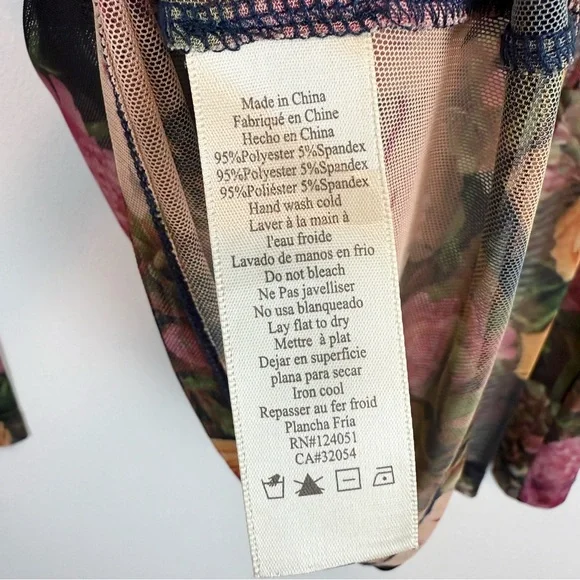 Made in China
Fabriqué en Chine
Hecho en China
95%Polyester 5%Spandex
95%Polyester 5%Spandex
95%Poliéster 5%Spandex
Hand wash cold
Laver à la main à
l'eau froide
Lavado de manos en frio
Do not bleach
Ne Pas javelliser
No usa blanqueado
Lay flat to dry
Mettre à plat
Dejar en superficie
plana para secar
Iron cool
Repasser au fer froid
Plancha Fria
RN#124051
CA#32054